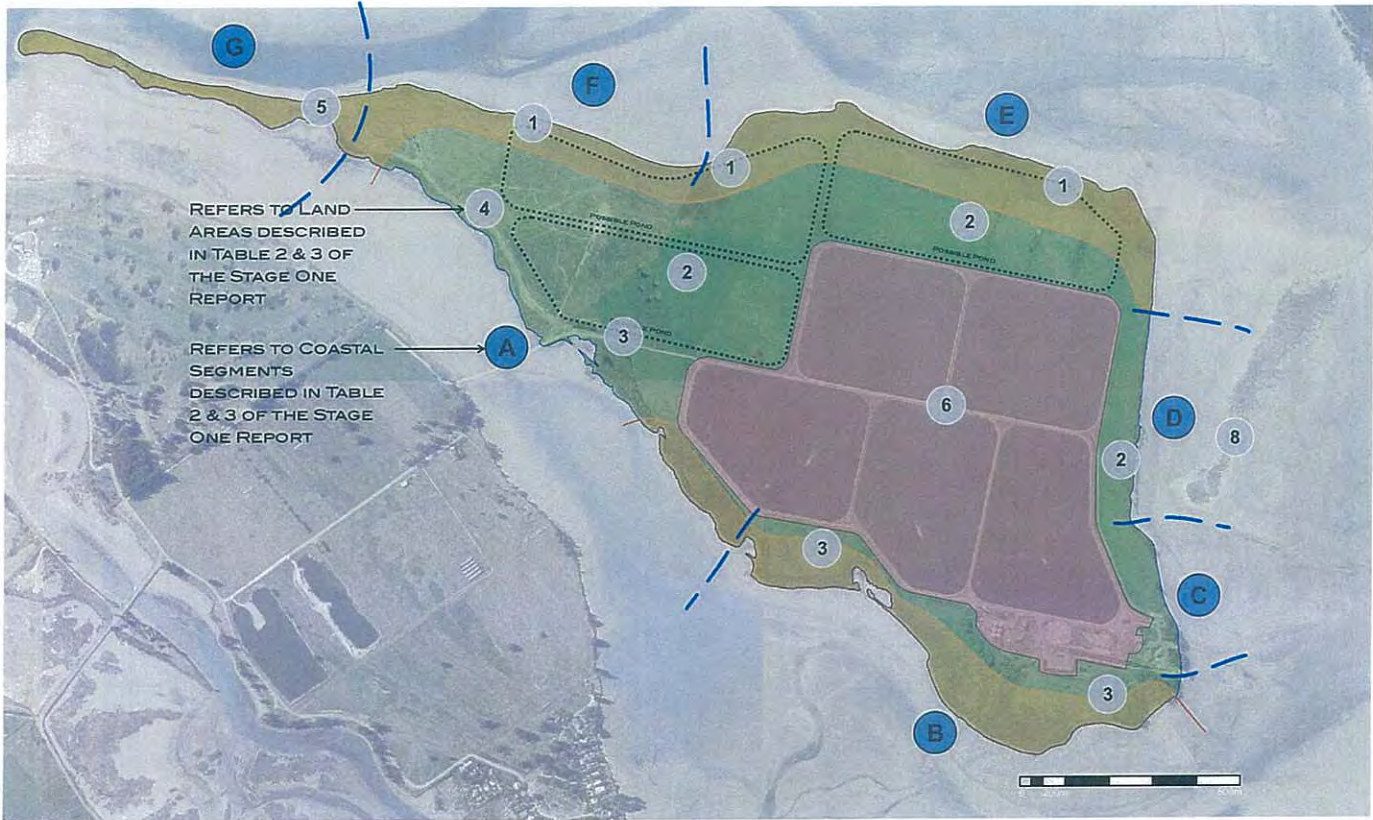 G
F
E
5
1
1
1
REFERS TO LAND
AREAS DESCRIBED
IN TABLE 2 & 3 OF
THE STAGE ONE
REPORT
4
POSSIBLE POND
2
POSSIBLE POND
2
REFERS TO COASTAL
SEGMENTS
DESCRIBED IN TABLE
2 & 3 OF THE STAGE
ONE REPORT
A
3
POND
6
D
8
2
3
C
3
B